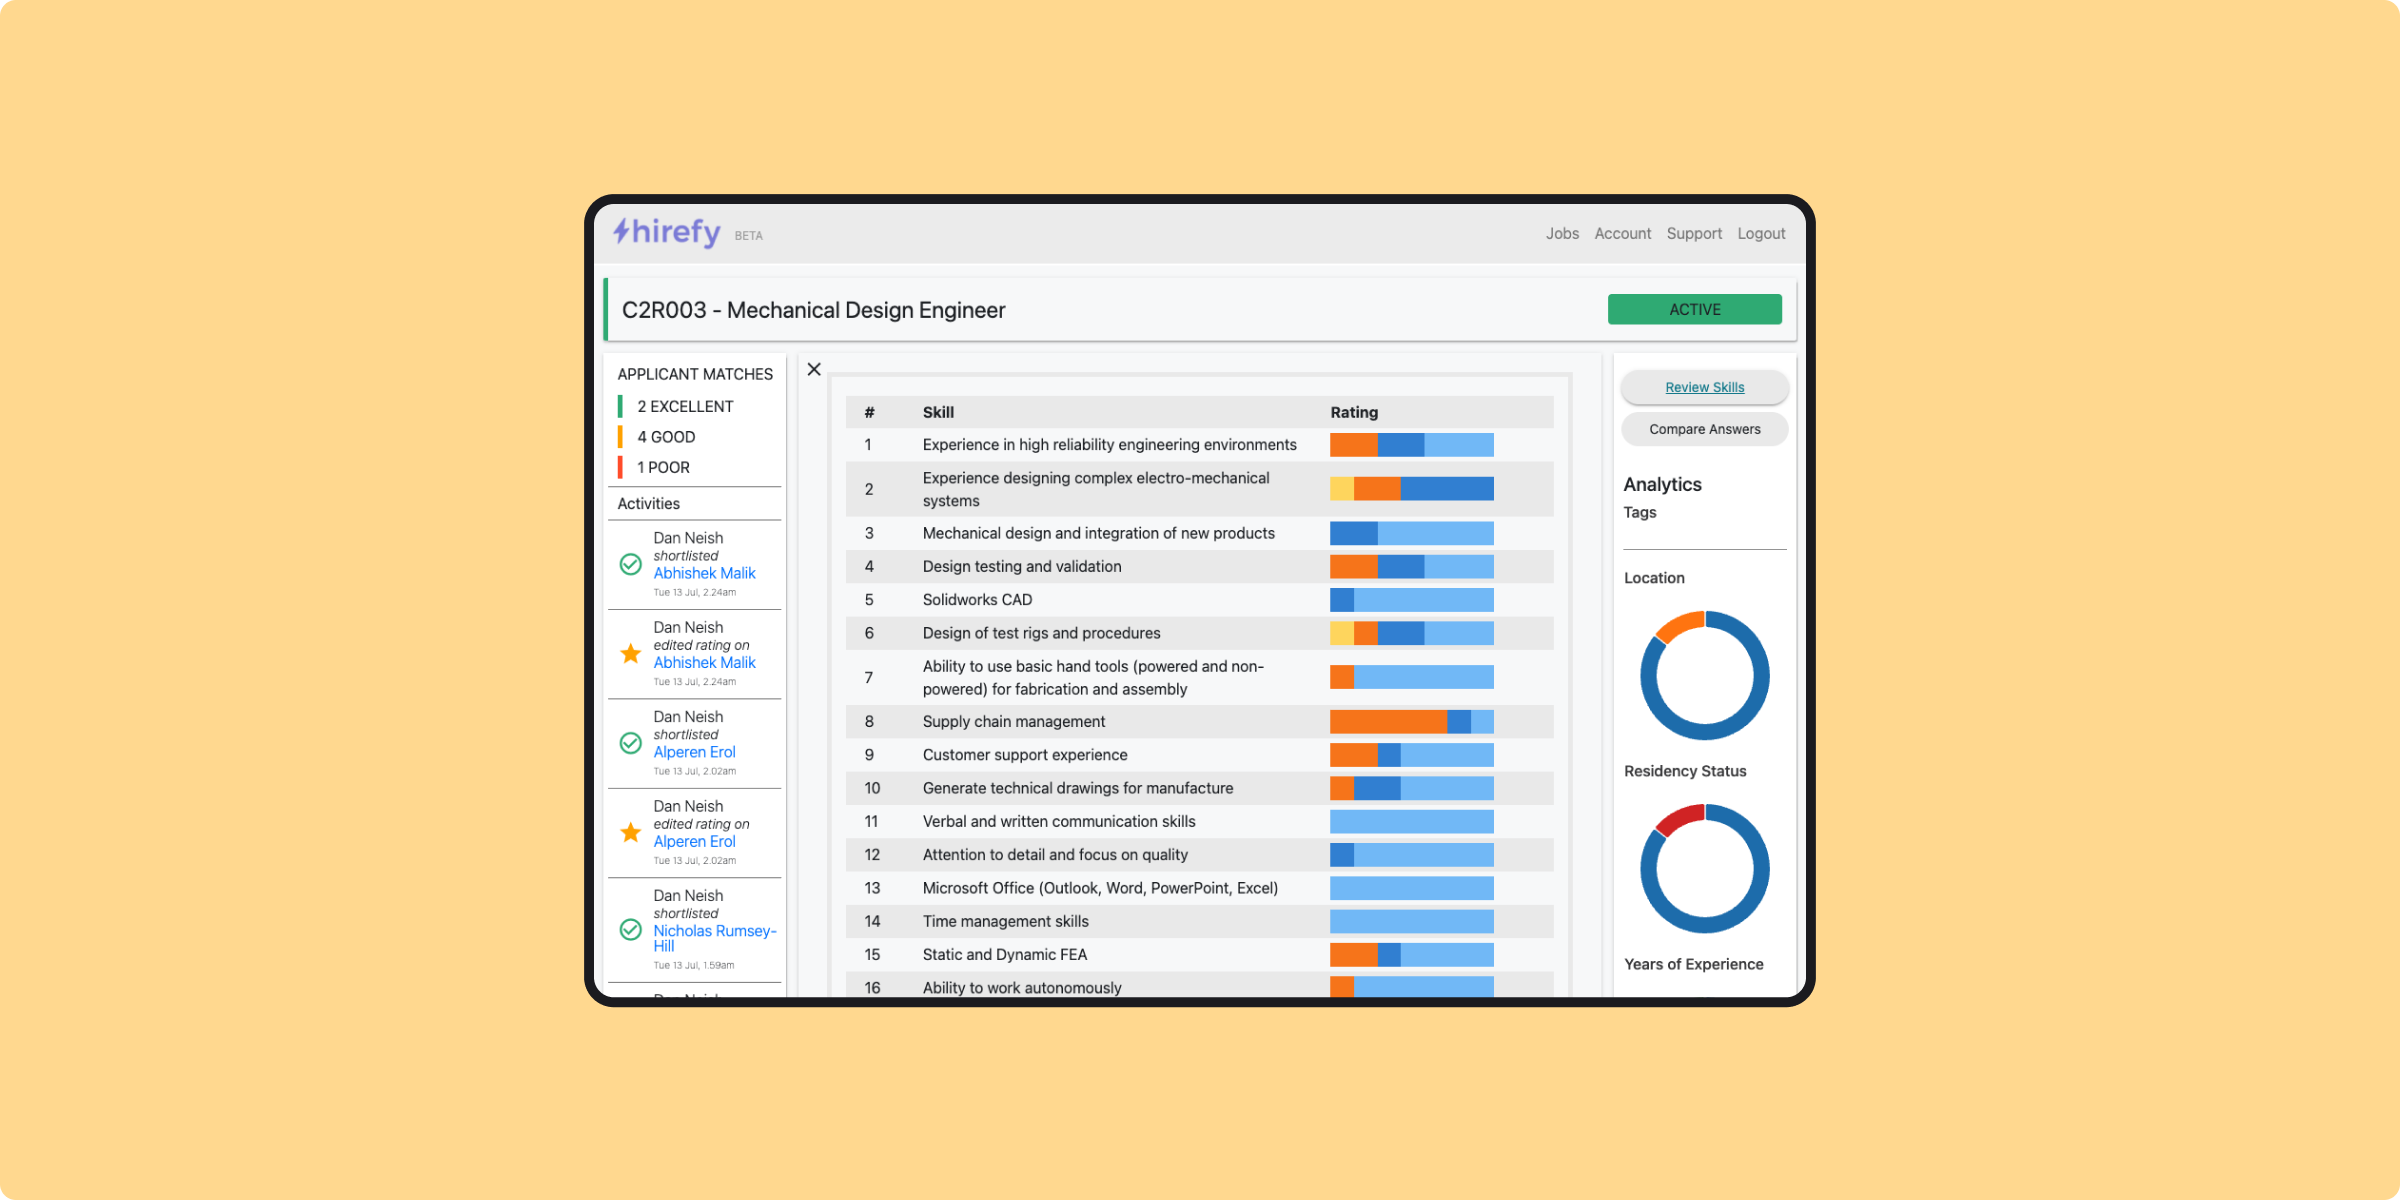 hirefy BETA
Jobs Account Support Logout
C2R003 - Mechanical Design Engineer
ACTIVE
APPLICANT MATCHES
2 EXCELLENT
4 GOOD
1 POOR
Activities
Dan Neish
shortlisted
Abhishek Malik
Tue 13 Jul, 2.24am
Dan Neish
edited rating on
Abhishek Malik
Tue 13 Jul, 2.24am
Dan Neish
shortlisted
Alperen Erol
Tue 13 Jul, 2.02am
Dan Neish
edited rating on
Alperen Erol
Tue 13 Jul, 2.02am
Dan Neish
shortlisted
Nicholas Rumsey-
Hill
Tue 13 Jul, 1.59am
# Skill Rating
1 Experience in high reliability engineering environments
2 Experience designing complex electro-mechanical
systems
3 Mechanical design and integration of new products
4 Design testing and validation
5 Solidworks CAD
6 Design of test rigs and procedures
7 Ability to use basic hand tools (powered and non-
powered) for fabrication and assembly
8 Supply chain management
9 Customer support experience
10 Generate technical drawings for manufacture
11 Verbal and written communication skills
12 Attention to detail and focus on quality
13 Microsoft Office (Outlook, Word, PowerPoint, Excel)
14 Time management skills
15 Static and Dynamic FEA
16 Ability to work autonomously
Review Skills
Compare Answers
Analytics
Tags
Location
Residency Status
Years of Experience